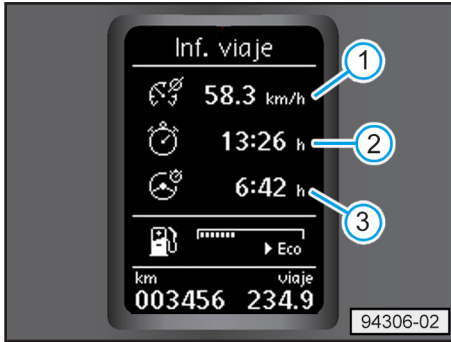 Inf. viaje
1
58.3 km/h
13:26 h
2
6:42 h
3
Eco
km viaje
003456 234.9
94306-02